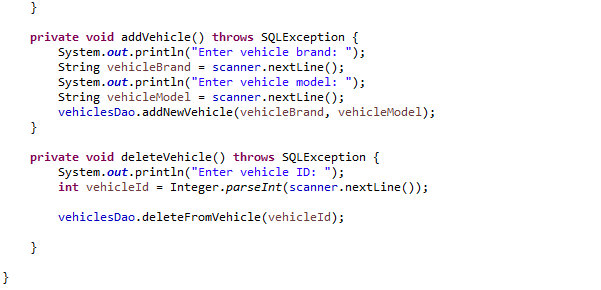 }

    private void addVehicle() throws SQLException {
        System.out.println("Enter vehicle brand: ");
        String vehicleBrand = scanner.nextLine();
        System.out.println("Enter vehicle model: ");
        String vehicleModel = scanner.nextLine();
        vehiclesDao.addNewVehicle(vehicleBrand, vehicleModel);
    }

    private void deleteVehicle() throws SQLException {
        System.out.println("Enter vehicle ID: ");
        int vehicleId = Integer.parseInt(scanner.nextLine());

        vehiclesDao.deleteFromVehicle(vehicleId);

    }

}